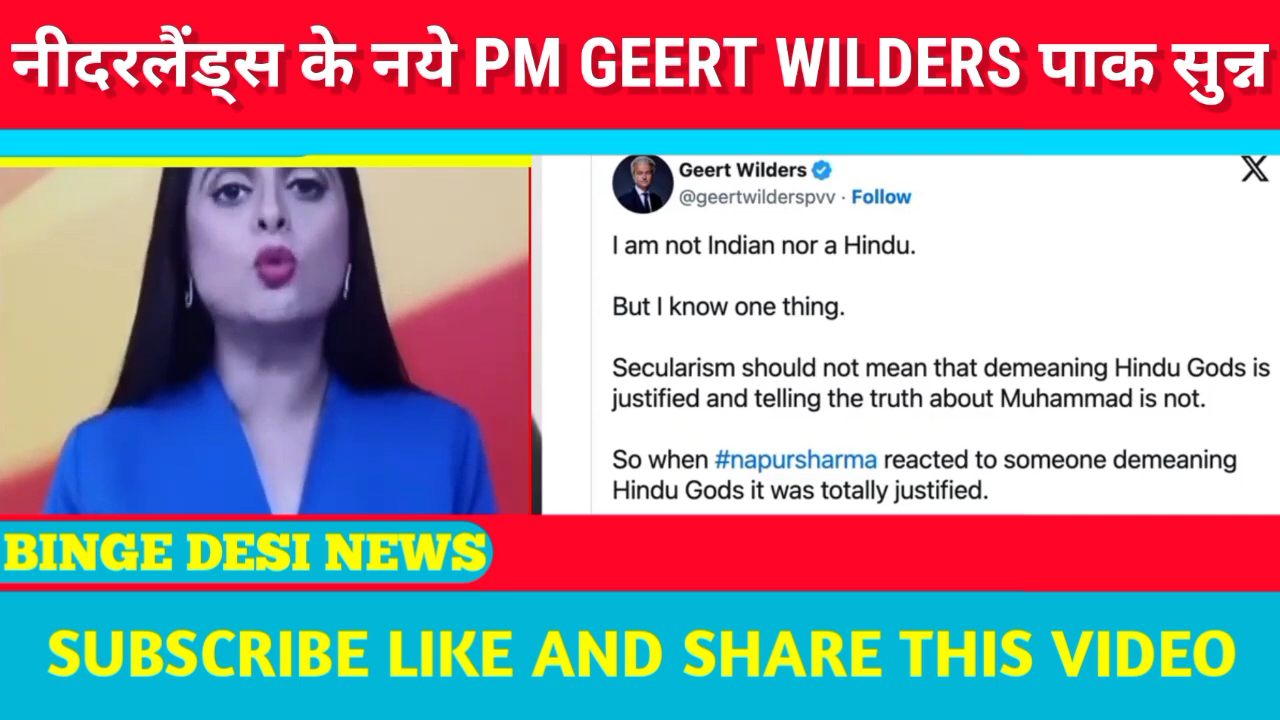 नीदरलैंड्स के नये PM GEERT WILDERS पाक सुन्न
Geert Wilders
@geertwilderspvv · Follow
X
I am not Indian nor a Hindu.
But I know one thing.
Secularism should not mean that demeaning Hindu Gods is
justified and telling the truth about Muhammad is not.
So when #napursharma reacted to someone demeaning
Hindu Gods it was totally justified.
BINGE DESI NEWS
SUBSCRIBE LIKE AND SHARE THIS VIDEO